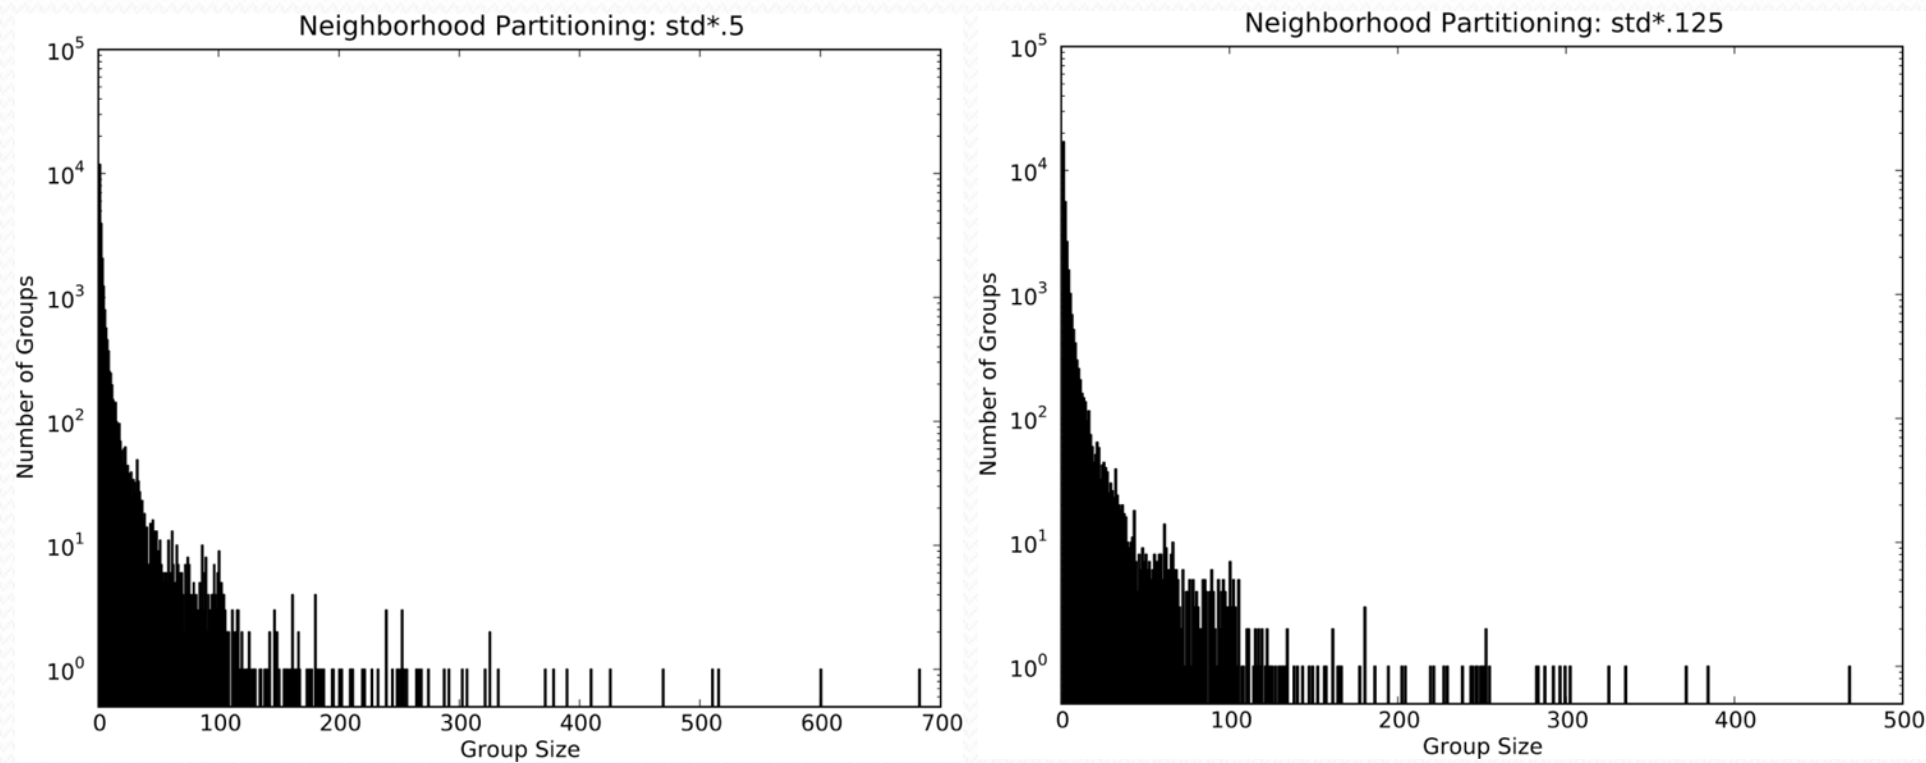 Neighborhood Partitioning: std*.5
10^5
10^4
10^3
10^2
10^1
10^0
Number of Groups
0 100 200 300 400 500 600 700
Group Size
Neighborhood Partitioning: std*.125
10^5
10^4
10^3
10^2
10^1
10^0
Number of Groups
0 100 200 300 400 500
Group Size